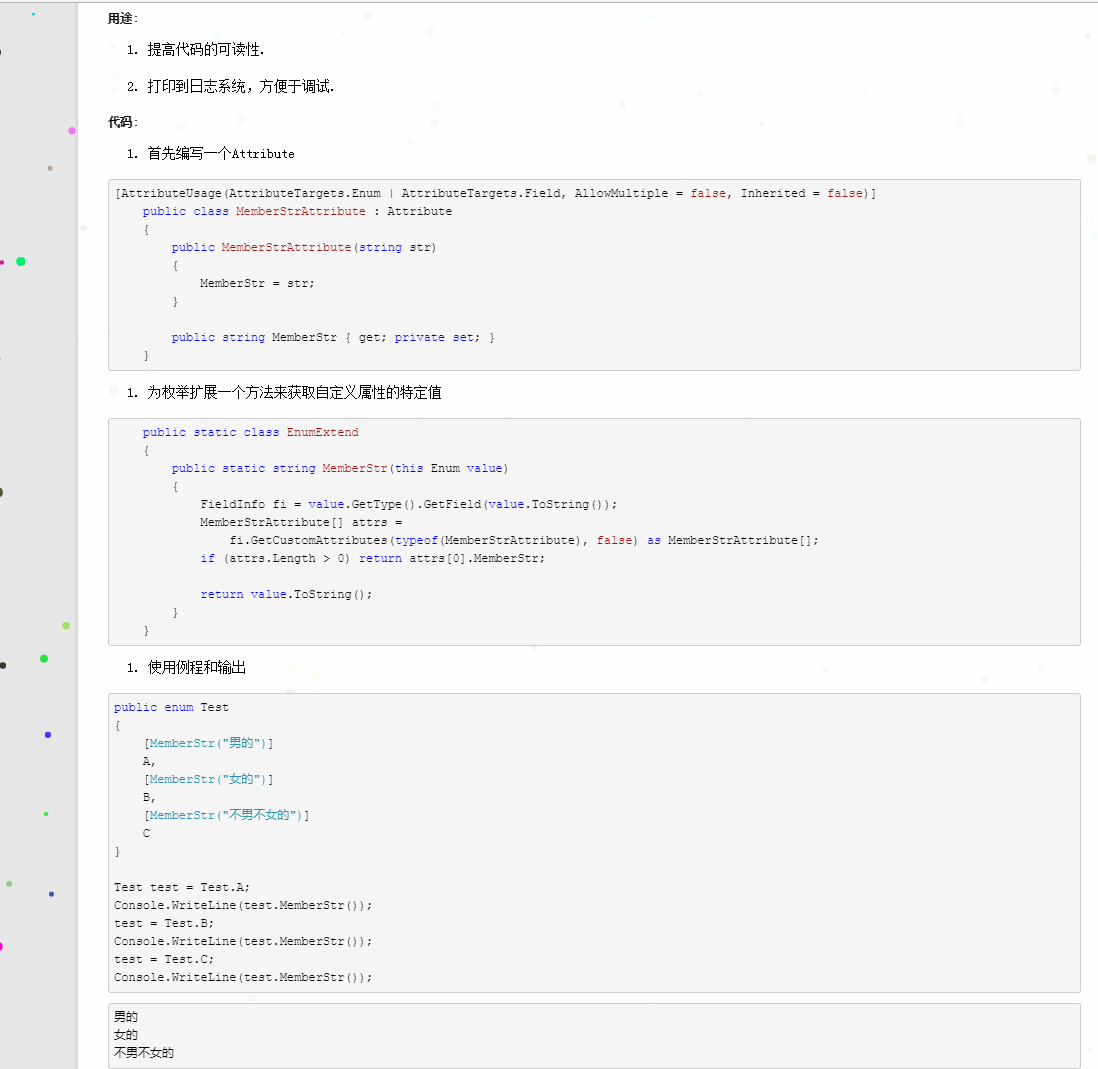 用途:
1. 提高代码的可读性.
2. 打印到日志系统，方便于调试.
代码:
1. 首先编写一个Attribute
[AttributeUsage(AttributeTargets.Enum | AttributeTargets.Field, AllowMultiple = false, Inherited = false)]
    public class MemberStrAttribute : Attribute
    {
        public MemberStrAttribute(string str)
        {
            MemberStr = str;
        }

        public string MemberStr { get; private set; }
    }
1. 为枚举扩展一个方法来获取自定义属性的特定值
    public static class EnumExtend
    {
        public static string MemberStr(this Enum value)
        {
            FieldInfo fi = value.GetType().GetField(value.ToString());
            MemberStrAttribute[] attrs =
                fi.GetCustomAttributes(typeof(MemberStrAttribute), false) as MemberStrAttribute[];
            if (attrs.Length > 0) return attrs[0].MemberStr;

            return value.ToString();
        }
    }
1. 使用例程和输出
public enum Test
{
    [MemberStr("男的")]
    A,
    [MemberStr("女的")]
    B,
    [MemberStr("不男不女的")]
    C
}

Test test = Test.A;
Console.WriteLine(test.MemberStr());
test = Test.B;
Console.WriteLine(test.MemberStr());
test = Test.C;
Console.WriteLine(test.MemberStr());
男的
女的
不男不女的